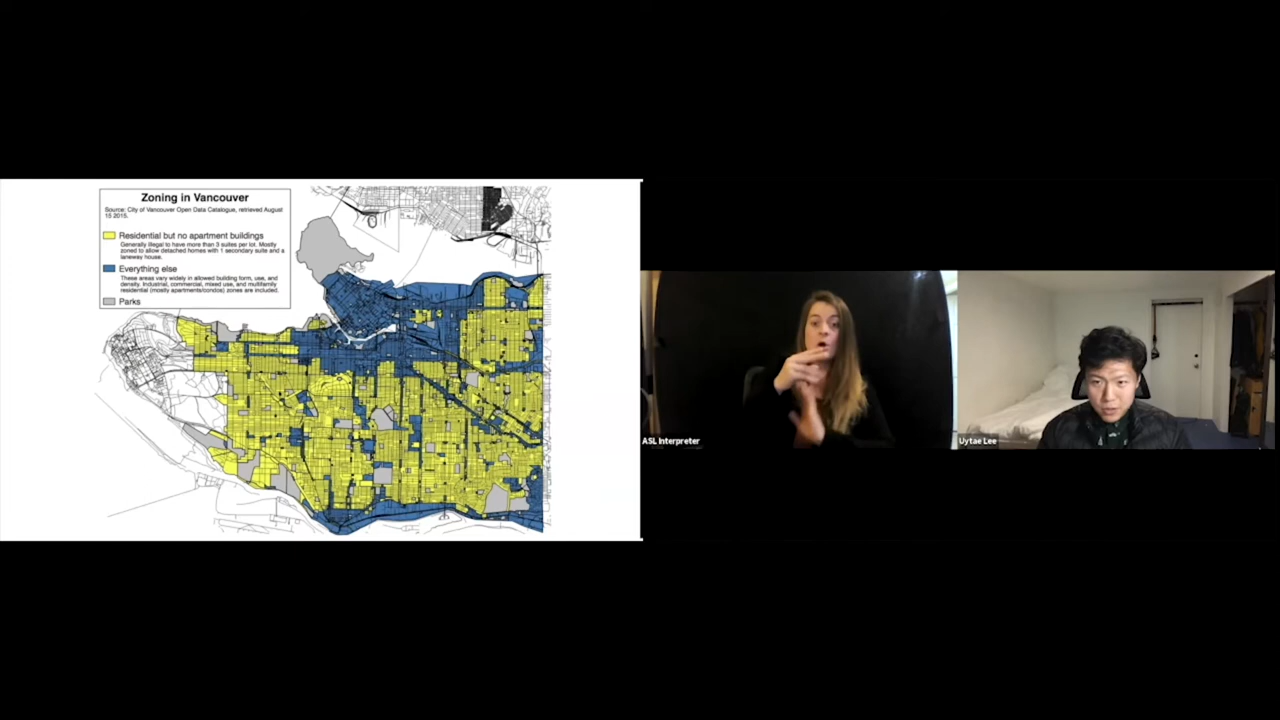 Zoning in Vancouver
Source: City of Vancouver Open Data Catalogue, retrieved August
15 2015.
Residential but no apartment buildings
Generally illegal to have more than 3 suites per lot. Mostly
zoned to allow detached homes with 1 secondary suite and a
laneway house.
Everything else
These areas vary widely in allowed building form, use, and
density. Industrial, commercial, mixed use, and multifamily
residential (mostly apartments/condos) zones are included.
Parks
ASL Interpreter
Uytae Lee